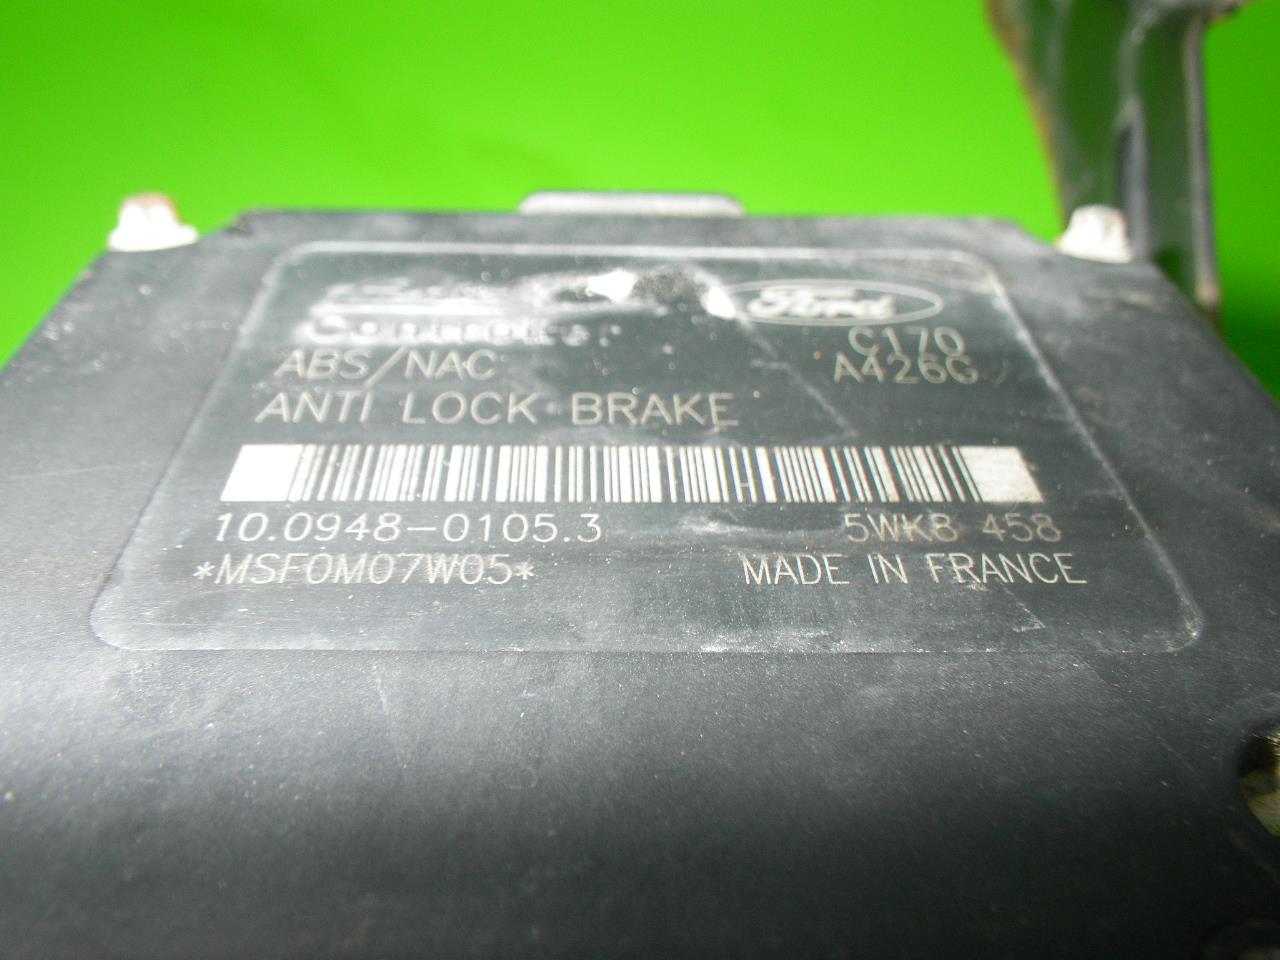 Ford
C170
ABS/NAC A426G
ANTI LOCK BRAKE
10.0948-0105.3 5WK8 458
*MSF0M07W05* MADE IN FRANCE